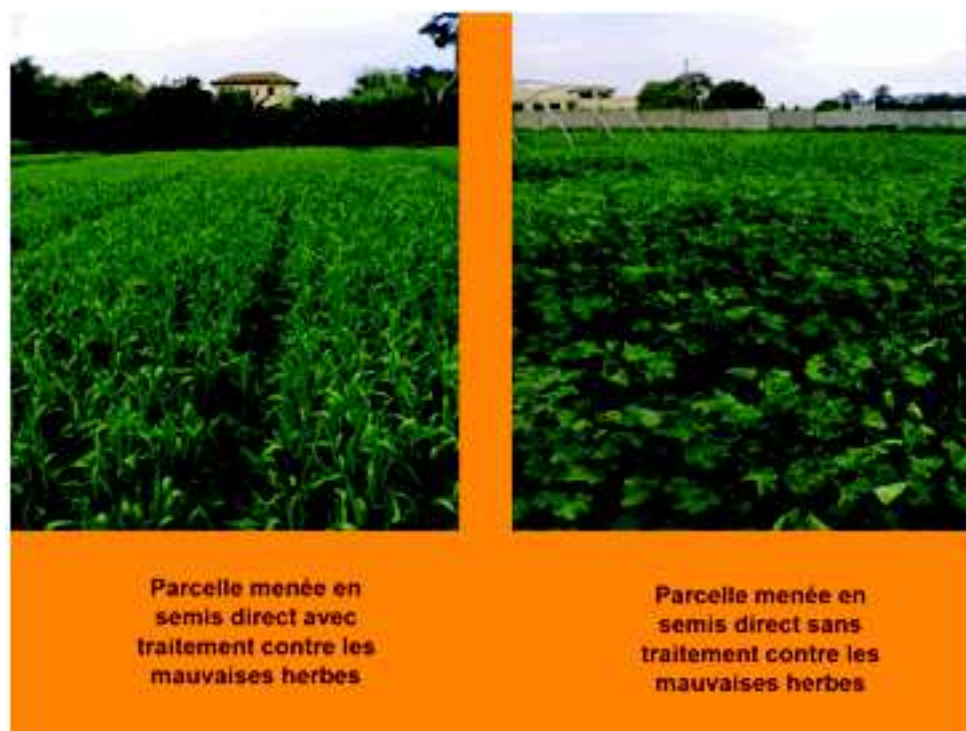 Parcelle menée en
semis direct avec
traitement contre les
mauvaises herbes
Parcelle menée en
semis direct sans
traitement contre les
mauvaises herbes